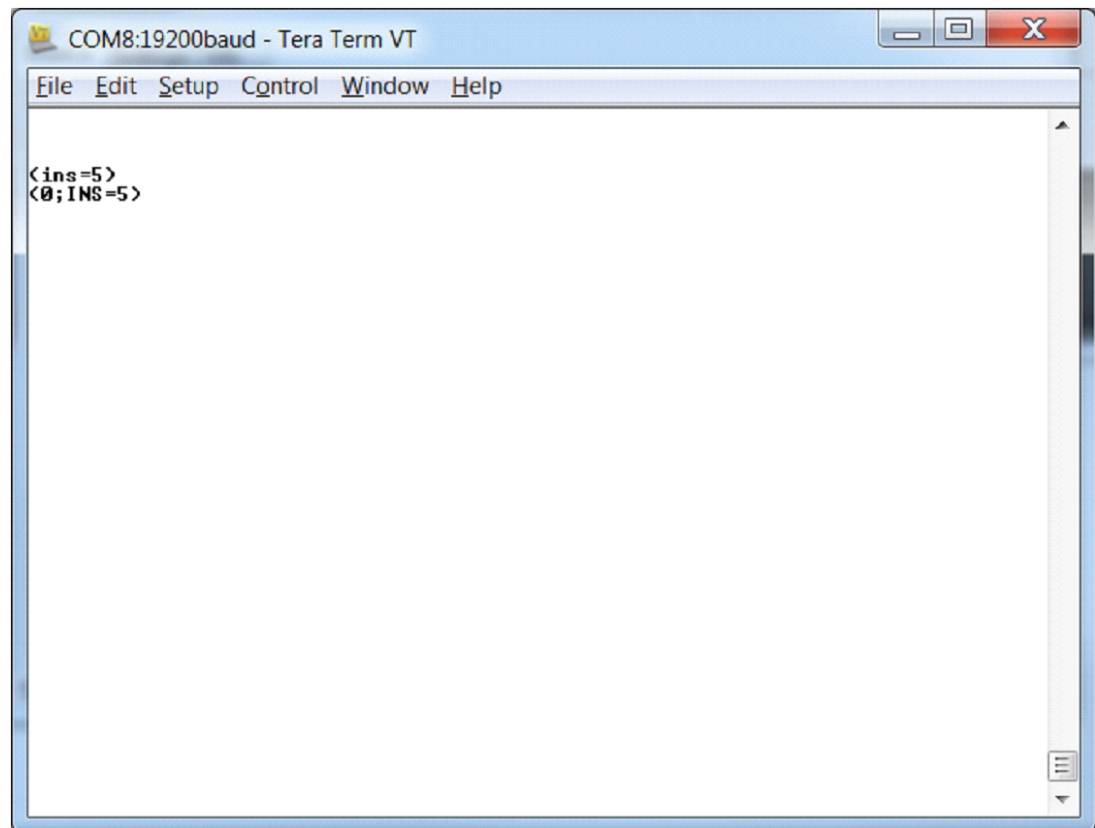 COM8:19200baud - Tera Term VT
File Edit Setup Control Window Help
(ins=5)
(0;INS=5)